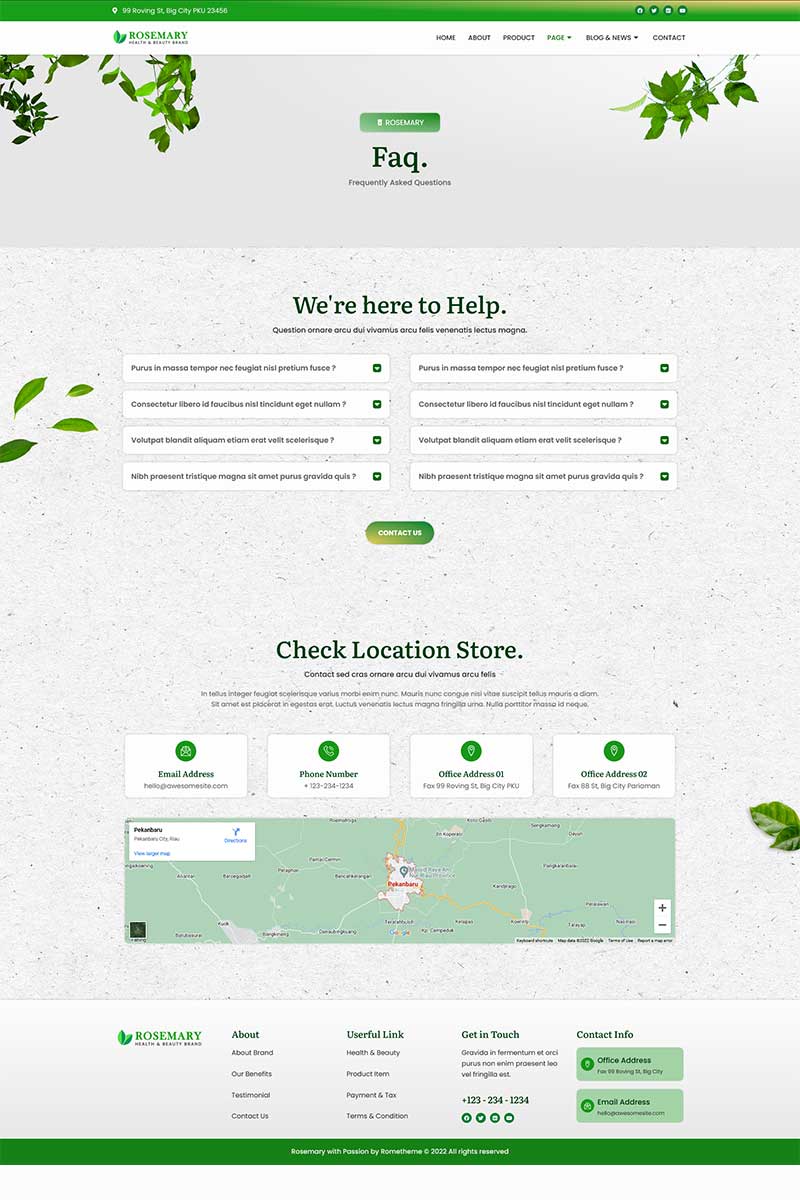 99 Roving St, Big City PKU 23456
ROSEMARY
HEALTH & BEAUTY BRAND
HOME ABOUT PRODUCT PAGE BLOG & NEWS CONTACT
ROSEMARY
Faq.
Frequently Asked Questions
We're here to Help.
Question ornare arcu dui vivamus arcu felis venenatis lectus magna.
Purus in massa tempor nec feugiat nisl pretium fusce ?
Purus in massa tempor nec feugiat nisl pretium fusce ?
Consectetur libero id faucibus nisl tincidunt eget nullam ?
Consectetur libero id faucibus nisl tincidunt eget nullam ?
Volutpat blandit aliquam etiam erat velit scelerisque ?
Volutpat blandit aliquam etiam erat velit scelerisque ?
Nibh praesent tristique magna sit amet purus gravida quis ?
Nibh praesent tristique magna sit amet purus gravida quis ?
CONTACT US
Check Location Store.
Contact sed cras ornare arcu dui vivamus arcu felis
In tellus integer feugiat scelerisque varius morbi enim nunc. Mauris nunc congue nisi vitae suscipit tellus mauris a diam.
Sit amet est placerat in egestas erat. Luctus venenatis lectus magna fringilla urna. Nulla porttitor massa id neque.
Email Address
hello@awesomesite.com
Phone Number
+ 123-234-1234
Office Address 01
Fax 99 Roving St, Big City PKU
Office Address 02
Fax 88 St, Big City Pariaman
Pekanbaru
Pekanbaru City, Riau
Directions
View larger map
Sengkamang
Pekanbaru
Google
Keyboard shortcuts Map data ©2022 Google Terms of Use Report a map error
ROSEMARY
HEALTH & BEAUTY BRAND
About
About Brand
Our Benefits
Testimonial
Contact Us
Userful Link
Health & Beauty
Product Item
Payment & Tax
Terms & Condition
Get in Touch
Gravida in fermentum et orci
purus non enim praesent leo
vel fringilla est.
+123 - 234 - 1234
Contact Info
Office Address
Fax 99 Roving St, Big City
Email Address
hello@awesomesite.com
Rosemary with Passion by Rometheme © 2022 All rights reserved